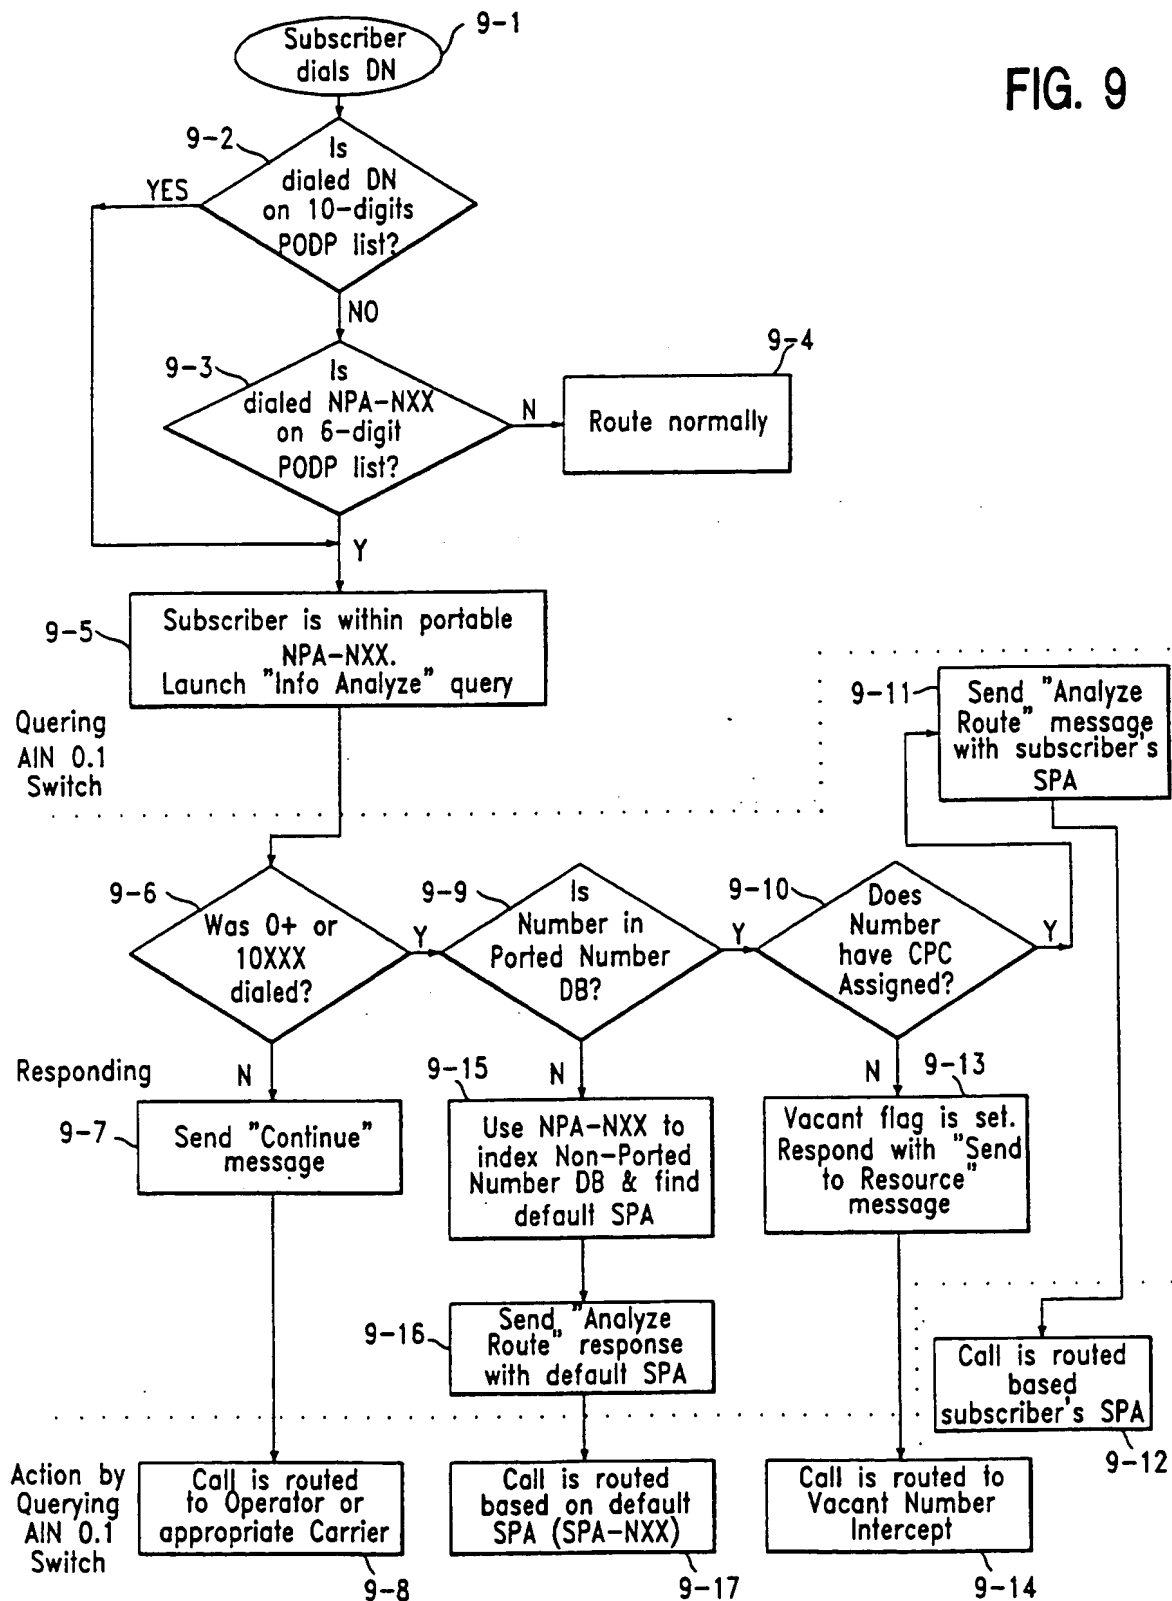 FIG. 9
Subscriber
dials DN
9-1
9-2
Is
dialed DN
on 10-digits
PODP list?
YES
NO
9-3
Is
dialed NPA-NXX
on 6-digit
PODP list?
N
9-4
Route normally
Y
9-5
Subscriber is within portable
NPA-NXX.
Launch "Info Analyze" query
Quering
AIN 0.1
Switch
9-11
Send "Analyze
Route" message
with subscriber's
SPA
9-6
Was 0+ or
10XXX
dialed?
Y
9-9
Is
Number in
Ported Number
DB?
Y
9-10
Does
Number
have CPC
Assigned?
Y
Responding
N
9-7
Send "Continue"
message
9-15
N
Use NPA-NXX to
index Non-Ported
Number DB & find
default SPA
N
9-13
Vacant flag is set.
Respond with "Send
to Resource"
message
9-16
Send "Analyze
Route" response
with default SPA
Call is routed
based
subscriber's SPA
9-12
Action by
Querying
AIN 0.1
Switch
Call is routed
to Operator or
appropriate Carrier
9-8
Call is routed
based on default
SPA (SPA-NXX)
9-17
Call is routed to
Vacant Number
Intercept
9-14